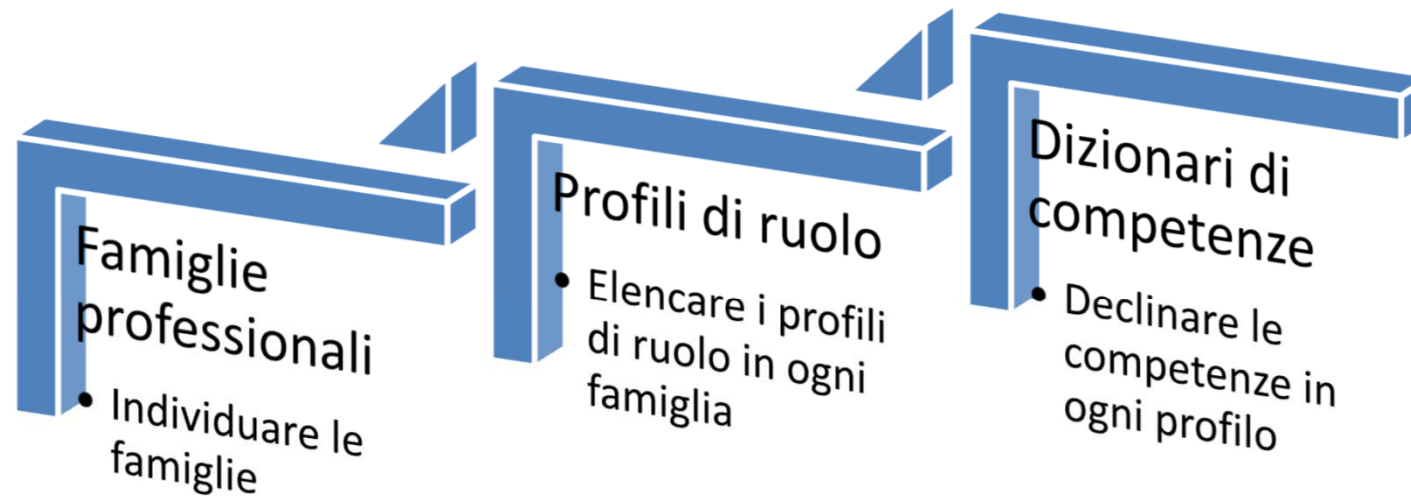 Famiglie
professionali
• Individuare le
famiglie
Profili di ruolo
• Elencare i profili
di ruolo in ogni
famiglia
Dizionari di
competenze
• Declinare le
competenze in
ogni profilo